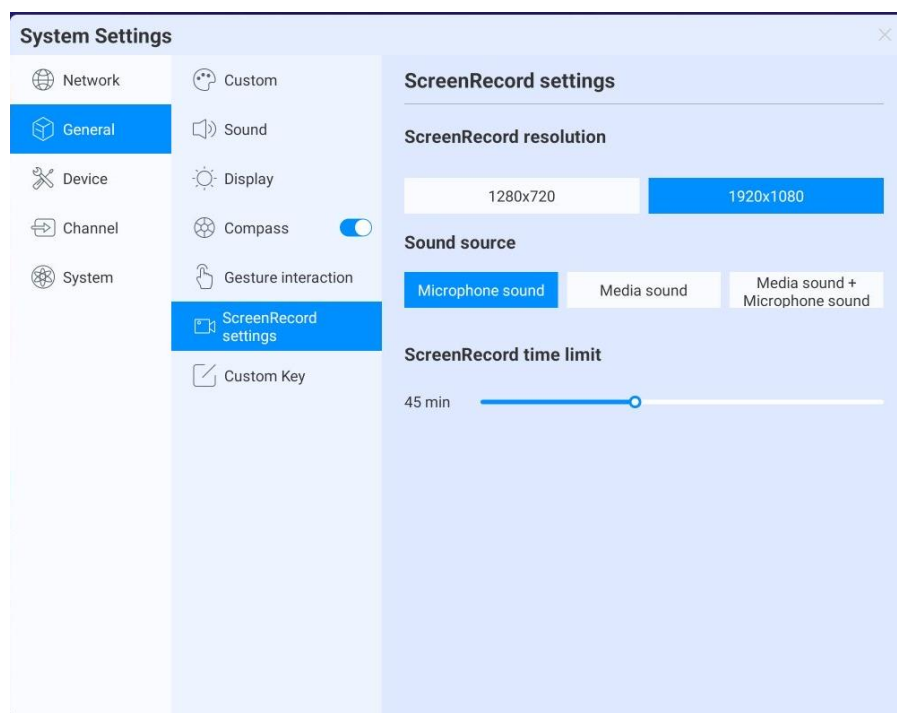 System Settings
Network
General
Device
Channel
System
Custom
Sound
Display
Compass
Gesture interaction
ScreenRecord
settings
Custom Key
ScreenRecord settings
ScreenRecord resolution
1280x720
1920x1080
Sound source
Microphone sound
Media sound
Media sound +
Microphone sound
ScreenRecord time limit
45 min